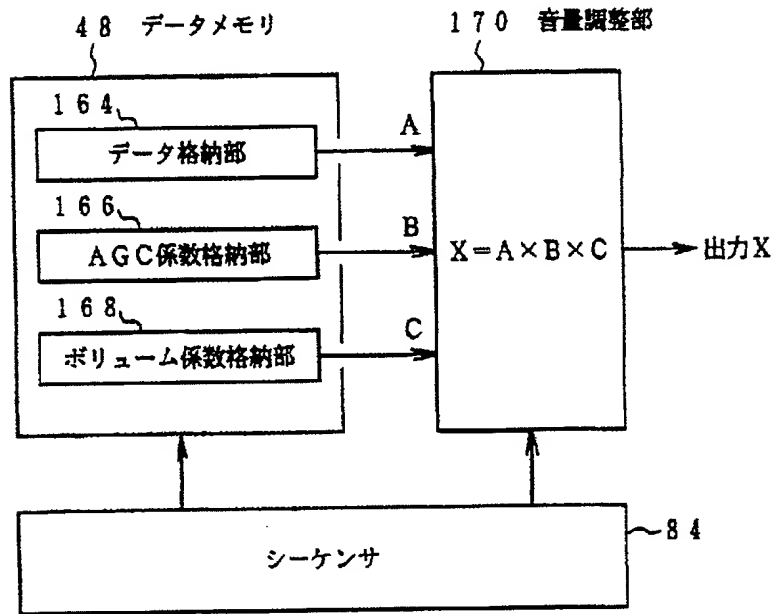 48 データメモリ
170 音量調整部
164
データ格納部
A
166
AGC係数格納部
B
X=A×B×C
出力X
168
ボリューム係数格納部
C
シーケンサ
84